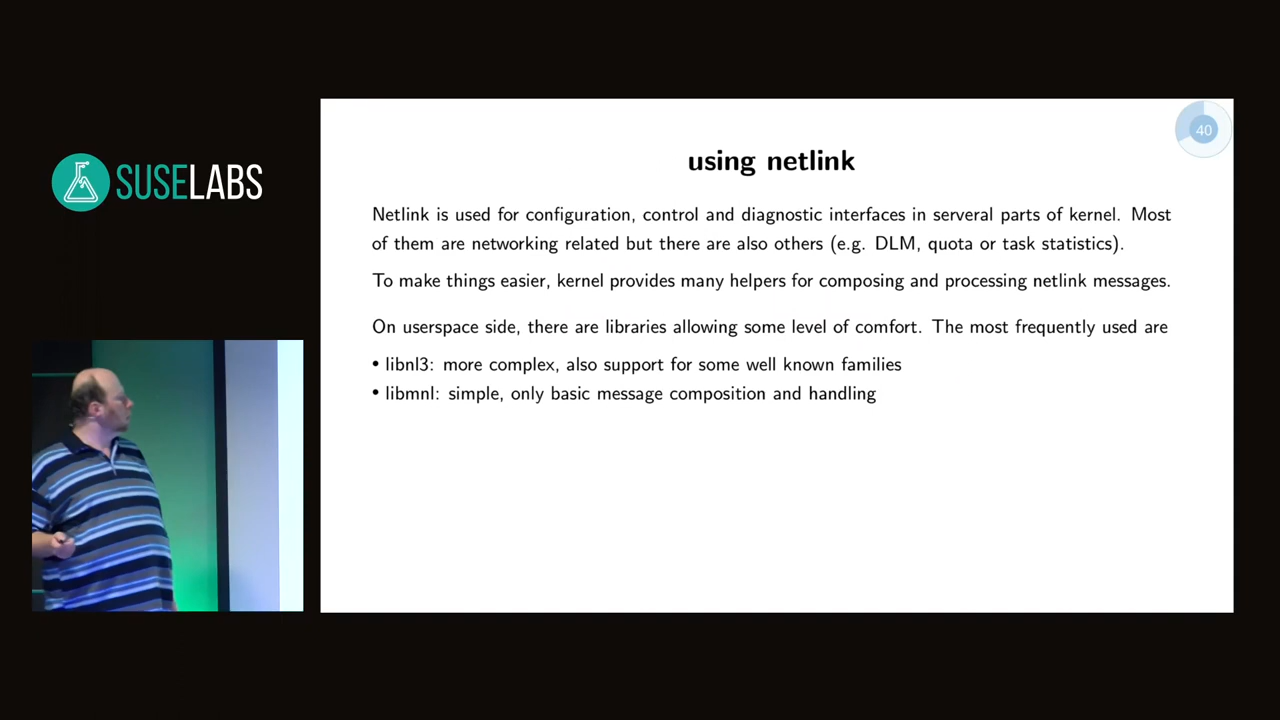 SUSELABS
40
using netlink
Netlink is used for configuration, control and diagnostic interfaces in serveral parts of kernel. Most
of them are networking related but there are also others (e.g. DLM, quota or task statistics).
To make things easier, kernel provides many helpers for composing and processing netlink messages.
On userspace side, there are libraries allowing some level of comfort. The most frequently used are
• libnl3: more complex, also support for some well known families
• libmnl: simple, only basic message composition and handling